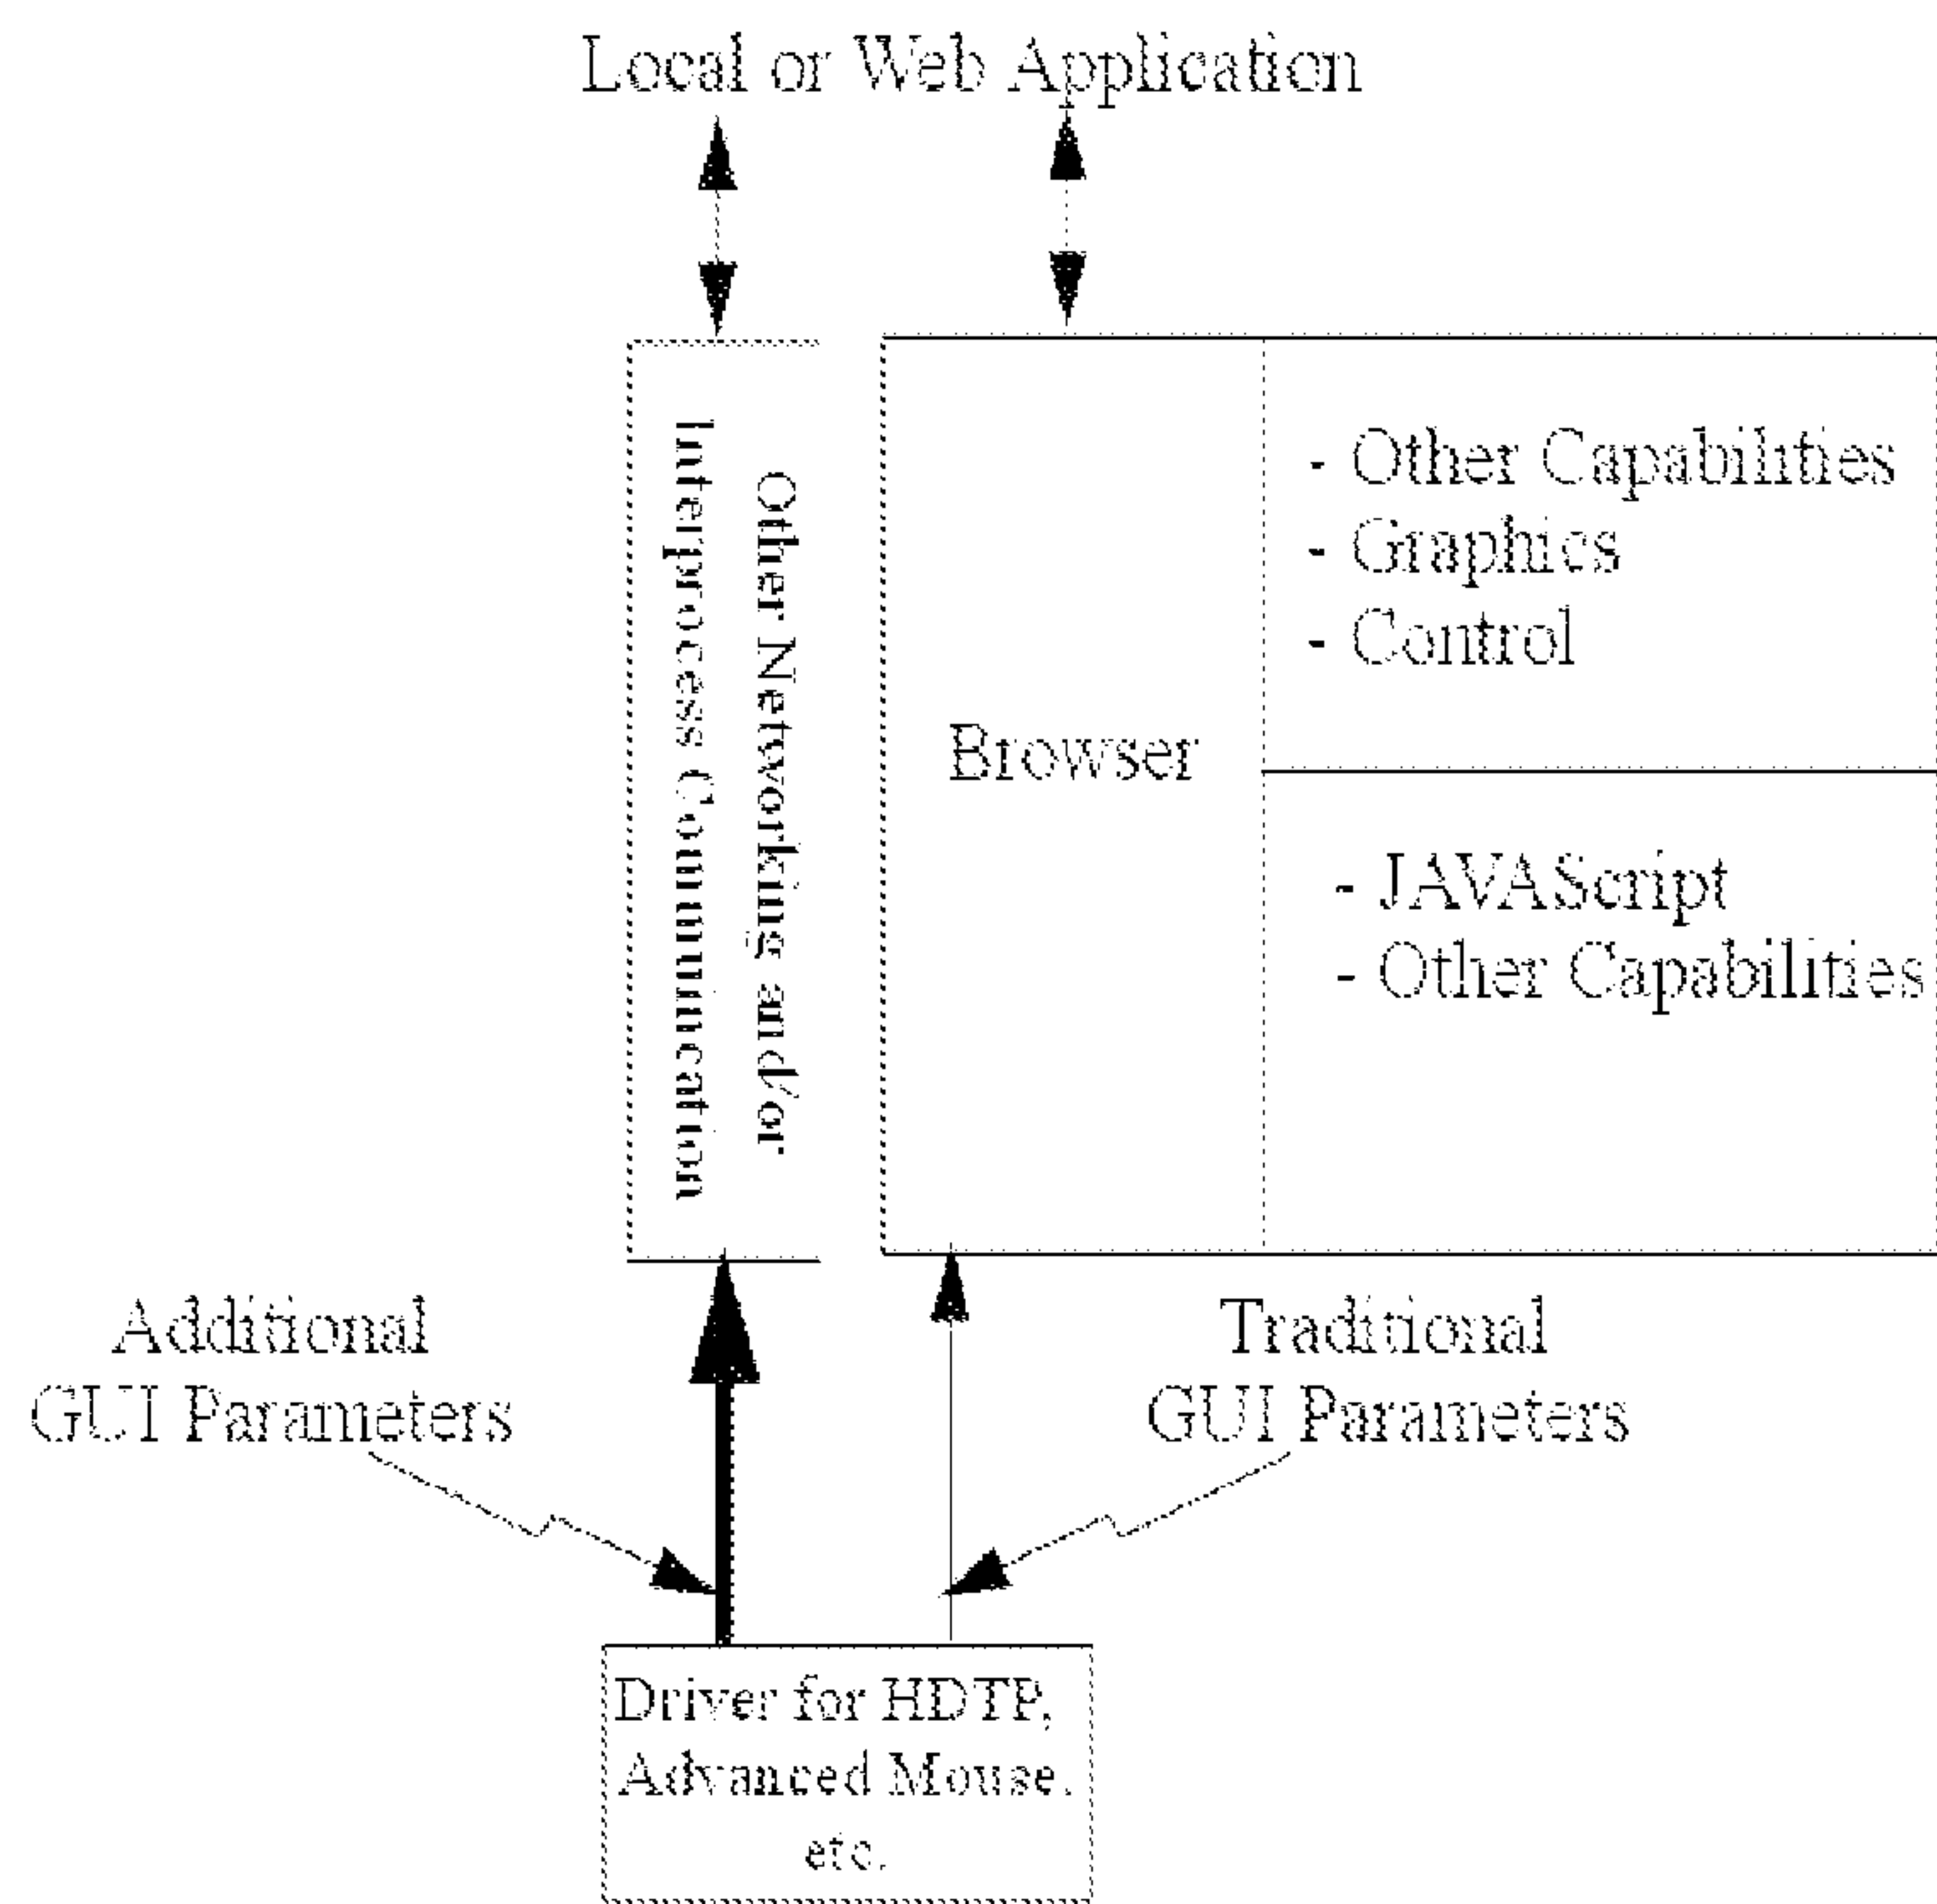 Local or Web Application
Other Networking and/or
Interprocess Communication
Browser
- Other Capabilities
- Graphics
- Control
- JAVAScript
- Other Capabilities
Additional
GUI Parameters
Traditional
GUI Parameters
Driver for HDTP,
Advanced Mouse,
etc.